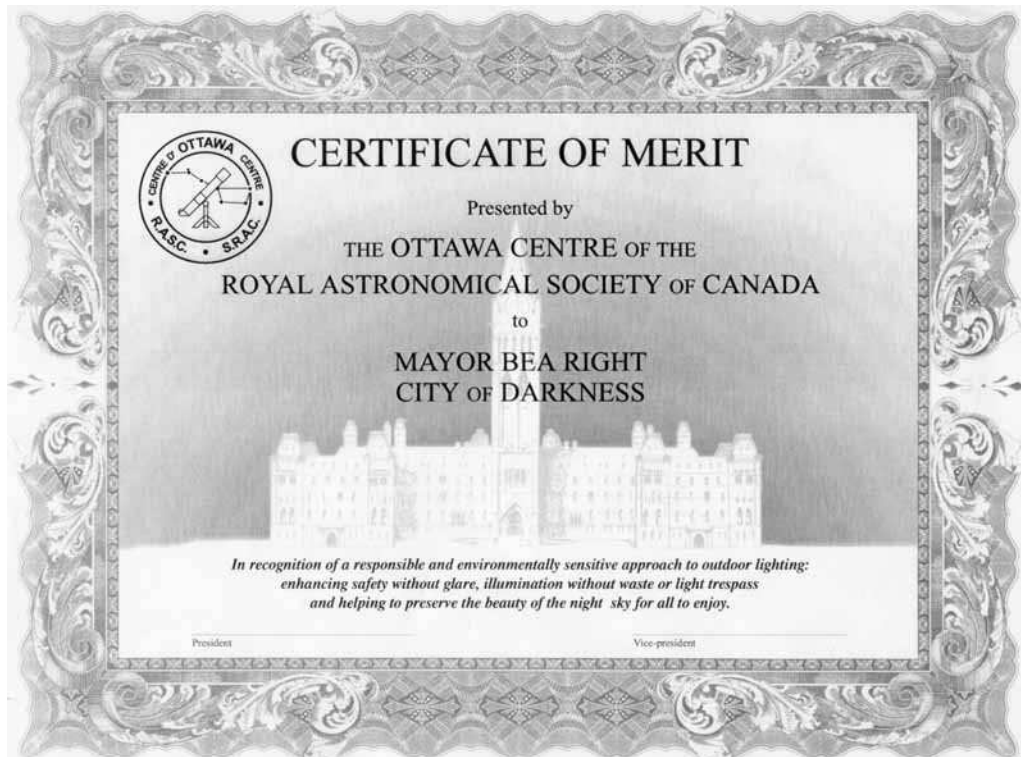 CENTRE D' OTTAWA CENTRE
R.A.S.C. • S.R.A.C.
CERTIFICATE OF MERIT
Presented by
THE OTTAWA CENTRE OF THE
ROYAL ASTRONOMICAL SOCIETY OF CANADA
to
MAYOR BEA RIGHT
CITY OF DARKNESS
In recognition of a responsible and environmentally sensitive approach to outdoor lighting:
enhancing safety without glare, illumination without waste or light trespass
and helping to preserve the beauty of the night sky for all to enjoy.
President
Vice-president